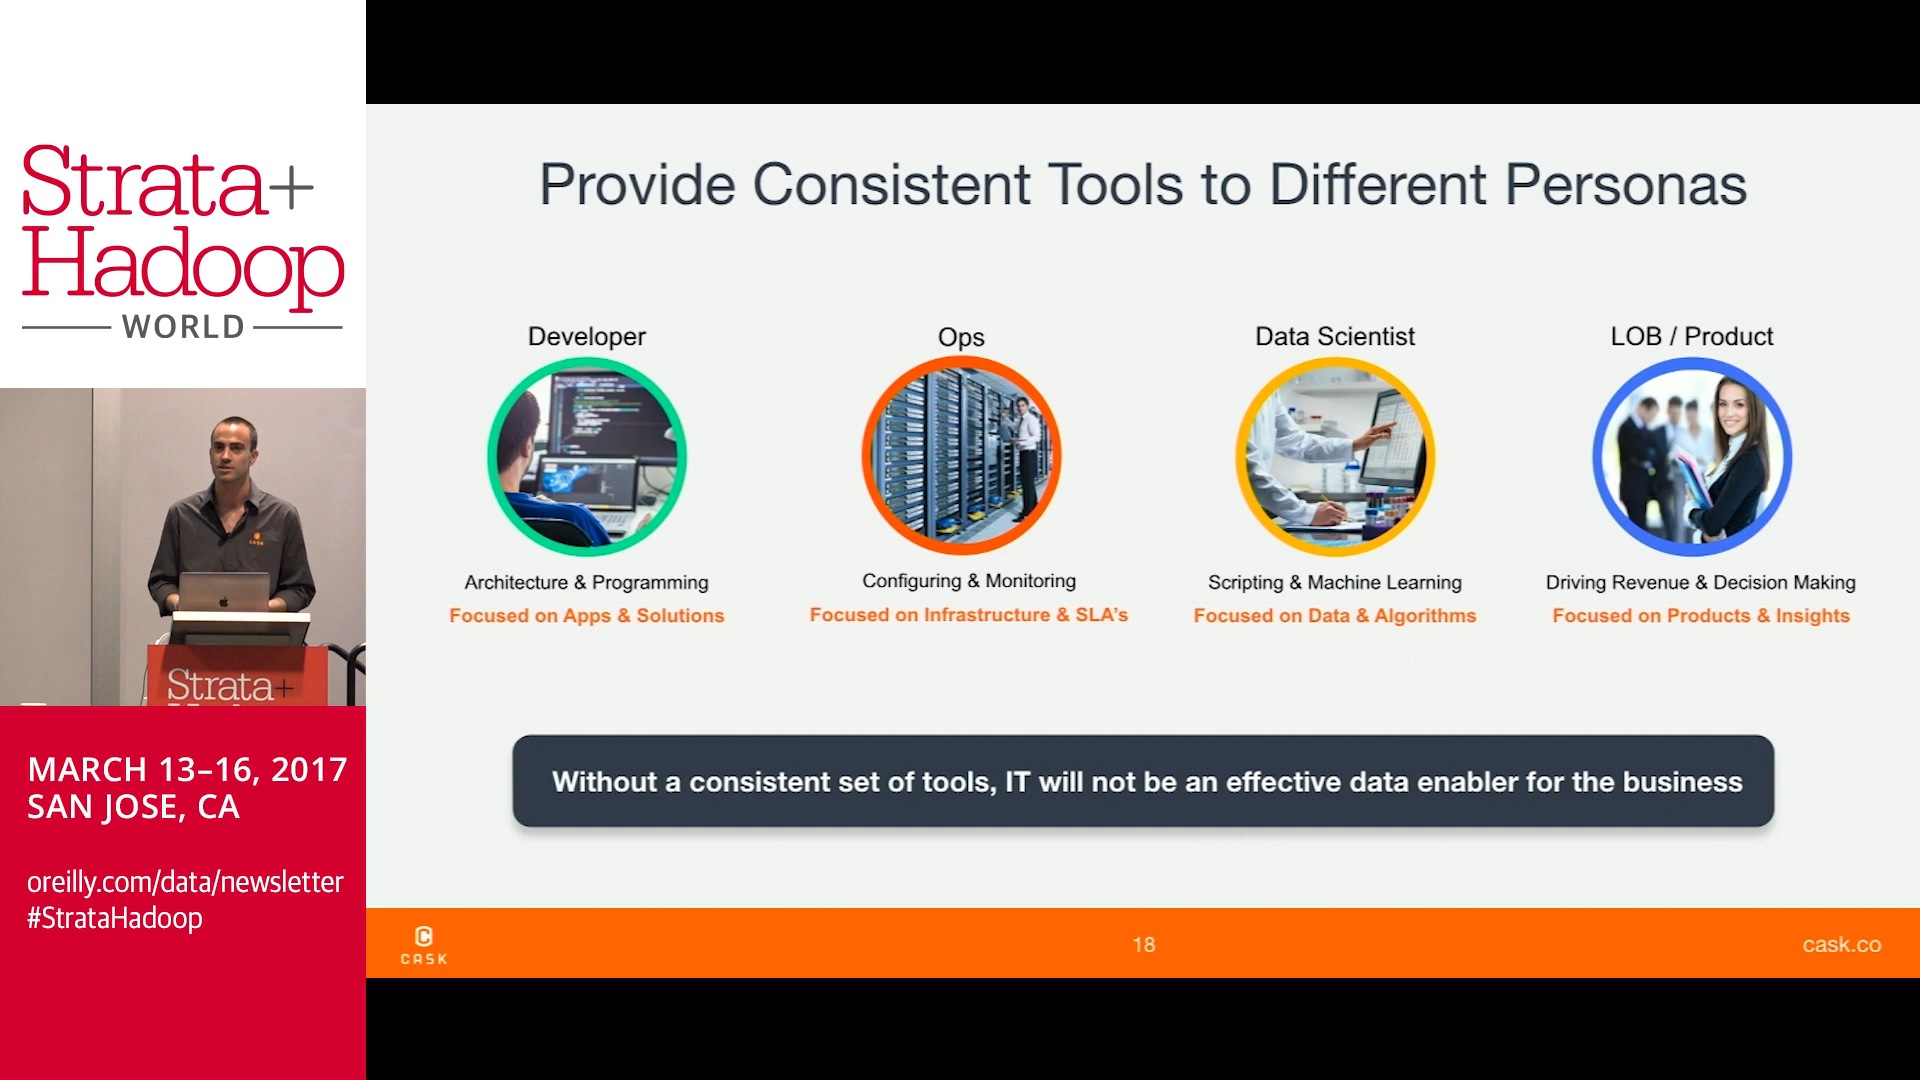 Strata+
Hadoop
WORLD
CASK
Strata+
MARCH 13–16, 2017
SAN JOSE, CA
oreilly.com/data/newsletter
#StrataHadoop
Provide Consistent Tools to Different Personas
Developer
Architecture & Programming
Focused on Apps & Solutions
Ops
Configuring & Monitoring
Focused on Infrastructure & SLA's
Data Scientist
Scripting & Machine Learning
Focused on Data & Algorithms
LOB / Product
Driving Revenue & Decision Making
Focused on Products & Insights
Without a consistent set of tools, IT will not be an effective data enabler for the business
CASK
18
cask.co